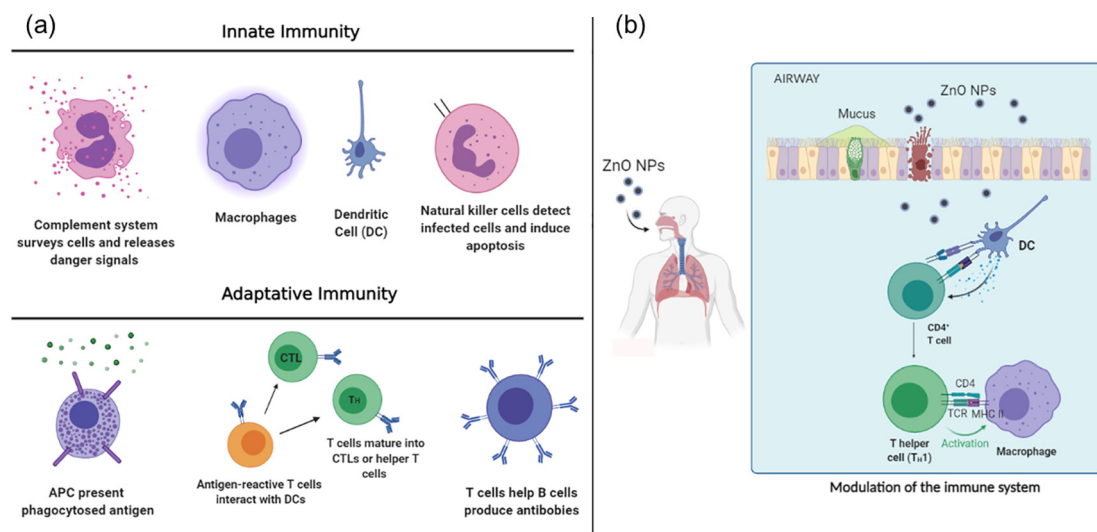 (a)
Innate Immunity
Complement system
surveys cells and releases
danger signals
Macrophages
Dendritic
Cell (DC)
Natural killer cells detect
infected cells and induce
apoptosis
Adaptative Immunity
APC present
phagocytosed antigen
CTL
TH
T cells mature into
CTLs or helper T
cells
Antigen-reactive T cells
interact with DCs
T cells help B cells
produce antibobies
(b)
ZnO NPs
AIRWAY
ZnO NPs
Mucus
DC
CD4⁺
T cell
CD4
TCR
MHC II
Activation
T helper
cell (TH1)
Macrophage
Modulation of the immune system